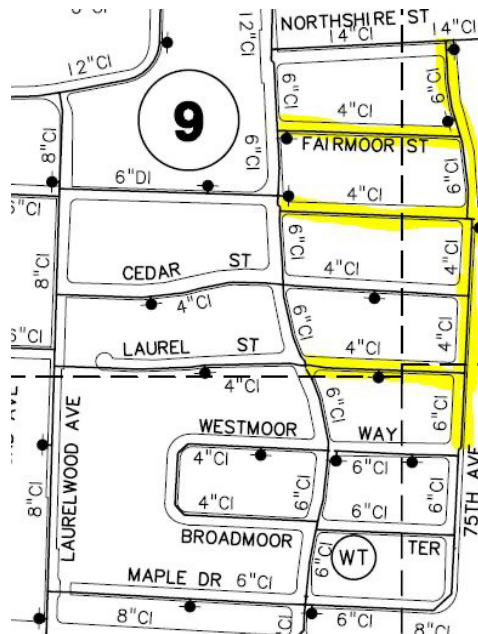 NORTHSHIRE ST
14"CI
14"CI
12"CI
12"CI
6"CI
6"CI
4"CI
9
8"CI
6"CI
FAIRMOOR ST
6"DI
4"CI
6"CI
6"CI
8"CI
CEDAR ST
4"CI
4"CI
4"CI
6"CI
LAUREL ST
4"CI
4"CI
4"CI
6"CI
6"CI
LAURELWOOD AVE
WESTMOOR WAY
4"CI
6"CI
75TH AVE
8"CI
4"CI
6"CI
6"CI
6"CI
BROADMOOR TER
WT
6"CI
MAPLE DR 6"CI
8"CI
6"CI
8"CI